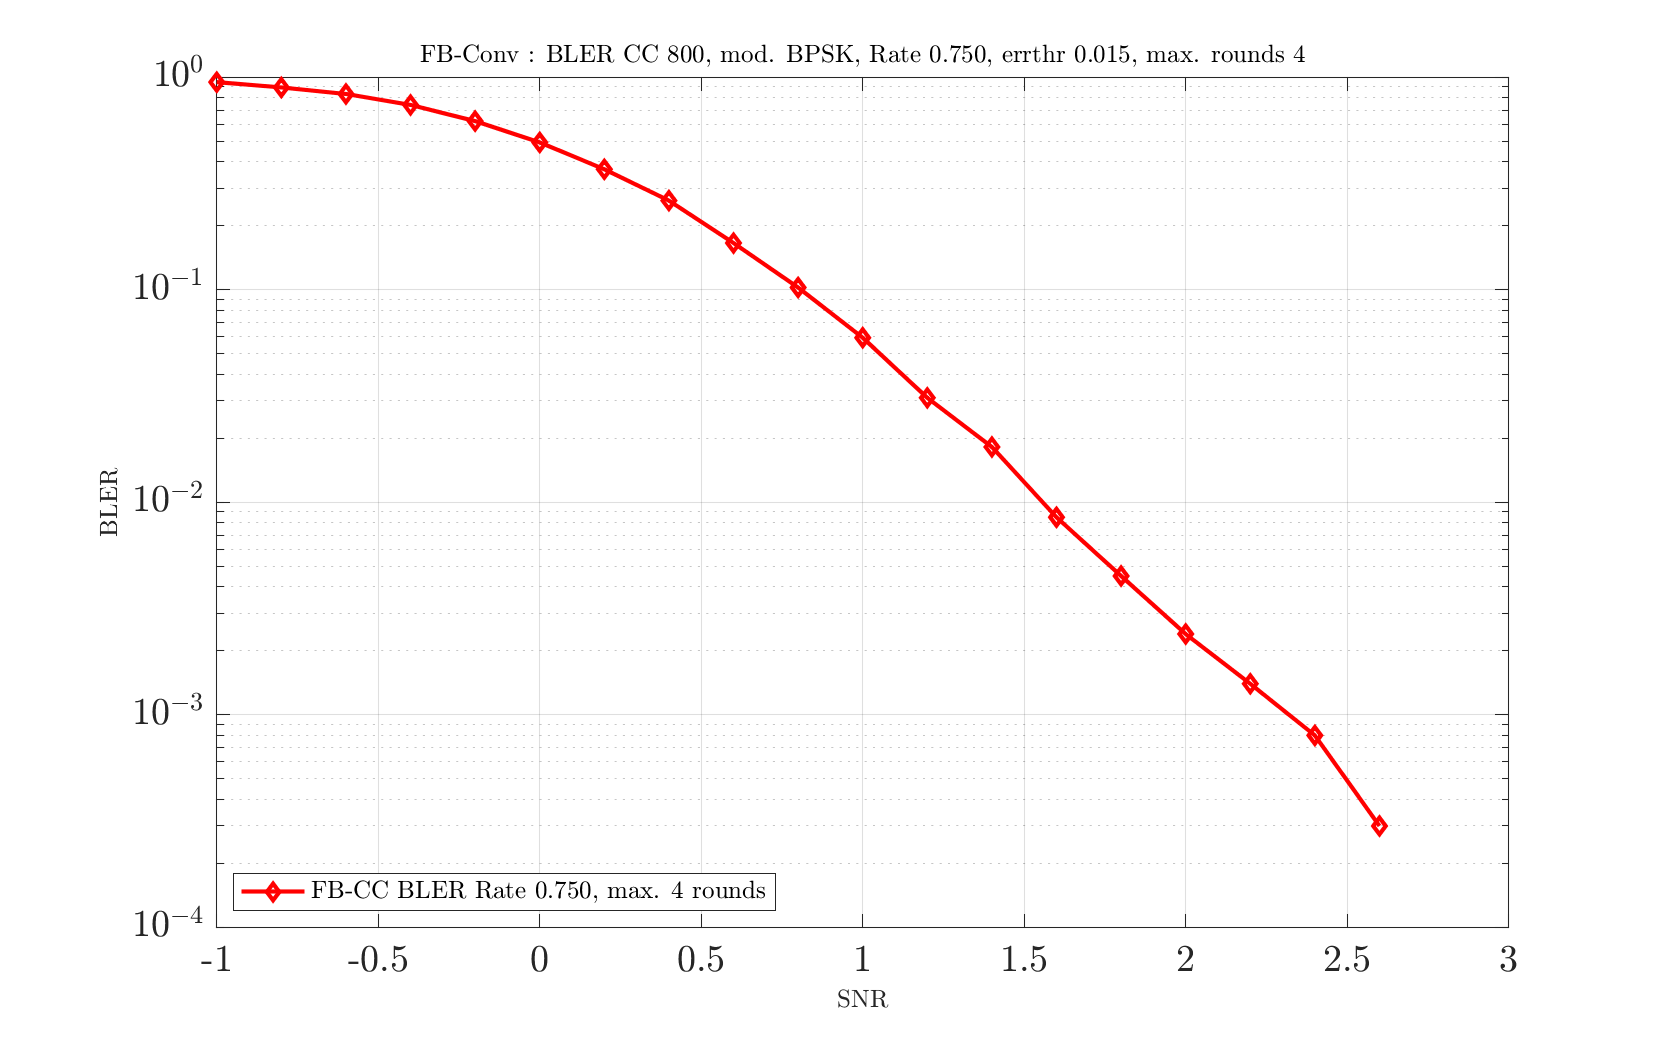 FB-Conv : BLER CC 800, mod. BPSK, Rate 0.750, errthr 0.015, max. rounds 4
10⁰
10⁻¹
10⁻²
10⁻³
10⁻⁴
BLER
FB-CC BLER Rate 0.750, max. 4 rounds
-1 -0.5 0 0.5 1 1.5 2 2.5 3
SNR